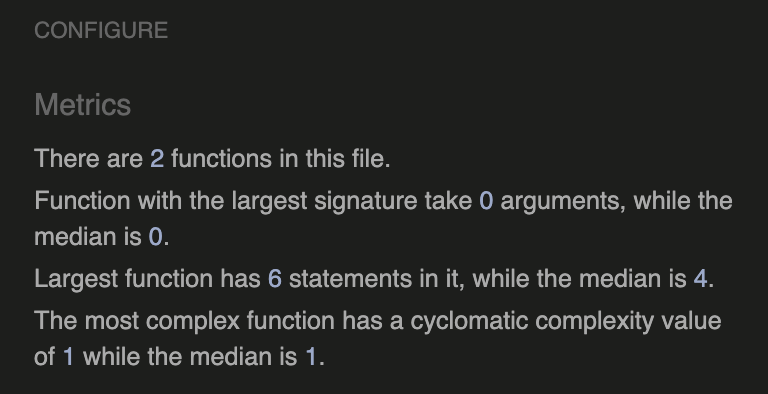 CONFIGURE
Metrics
There are 2 functions in this file.
Function with the largest signature take 0 arguments, while the
median is 0.
Largest function has 6 statements in it, while the median is 4.
The most complex function has a cyclomatic complexity value
of 1 while the median is 1.